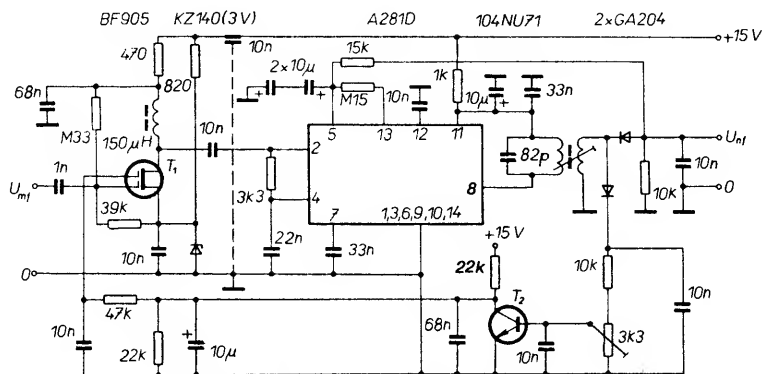 BF905 KZ140(3V) A281D 104NU71 2×GA204
+15V
470
820
10n
15k
2×10µ
M15
10n
1k
10µ
33n
68n
M33
150µH
10n
5 13 12 11
2
82p
U_nf
10n
T₁
1n
U_mf
3k3
4
8
10k
0
39k
7
1,3,6,9,10,14
22n
33n
+15V
10n
0
22k
10k
10n
47k
T₂
10n
22k
10µ
68n
10n
3k3